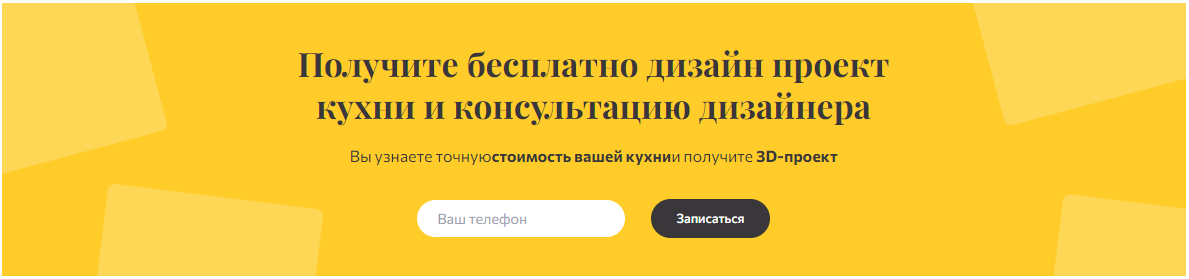 Получите бесплатно дизайн проект
кухни и консультацию дизайнера
Вы узнаете точнуюстоимость вашей кухнии получите 3D-проект
Ваш телефон
Записаться